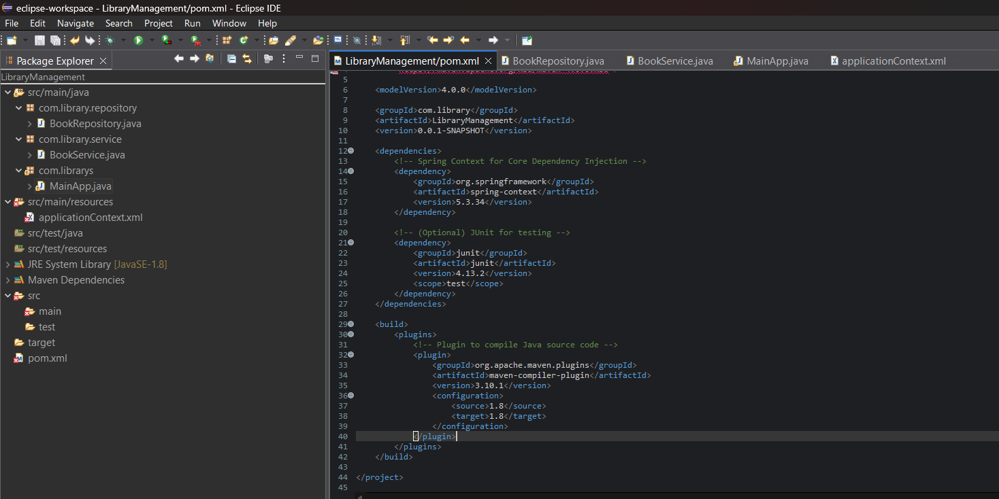 eclipse-workspace - LibraryManagement/pom.xml - Eclipse IDE
File Edit Navigate Search Project Run Window Help
Package Explorer
LibraryManagement
src/main/java
com.library.repository
BookRepository.java
com.library.service
BookService.java
com.librarys
MainApp.java
src/main/resources
applicationContext.xml
src/test/java
src/test/resources
JRE System Library [JavaSE-1.8]
Maven Dependencies
src
main
test
target
pom.xml
LibraryManagement/pom.xml BookRepository.java BookService.java MainApp.java applicationContext.xml
5
6 <modelVersion>4.0.0</modelVersion>
7
8 <groupId>com.library</groupId>
9 <artifactId>LibraryManagement</artifactId>
10 <version>0.0.1-SNAPSHOT</version>
11
12 <dependencies>
13 <!-- Spring Context for Core Dependency Injection -->
14 <dependency>
15 <groupId>org.springframework</groupId>
16 <artifactId>spring-context</artifactId>
17 <version>5.3.34</version>
18 </dependency>
19
20 <!-- (Optional) JUnit for testing -->
21 <dependency>
22 <groupId>junit</groupId>
23 <artifactId>junit</artifactId>
24 <version>4.13.2</version>
25 <scope>test</scope>
26 </dependency>
27 </dependencies>
28
29 <build>
30 <plugins>
31 <!-- Plugin to compile Java source code -->
32 <plugin>
33 <groupId>org.apache.maven.plugins</groupId>
34 <artifactId>maven-compiler-plugin</artifactId>
35 <version>3.10.1</version>
36 <configuration>
37 <source>1.8</source>
38 <target>1.8</target>
39 </configuration>
40 </plugin>
41 </plugins>
42 </build>
43
44 </project>
45